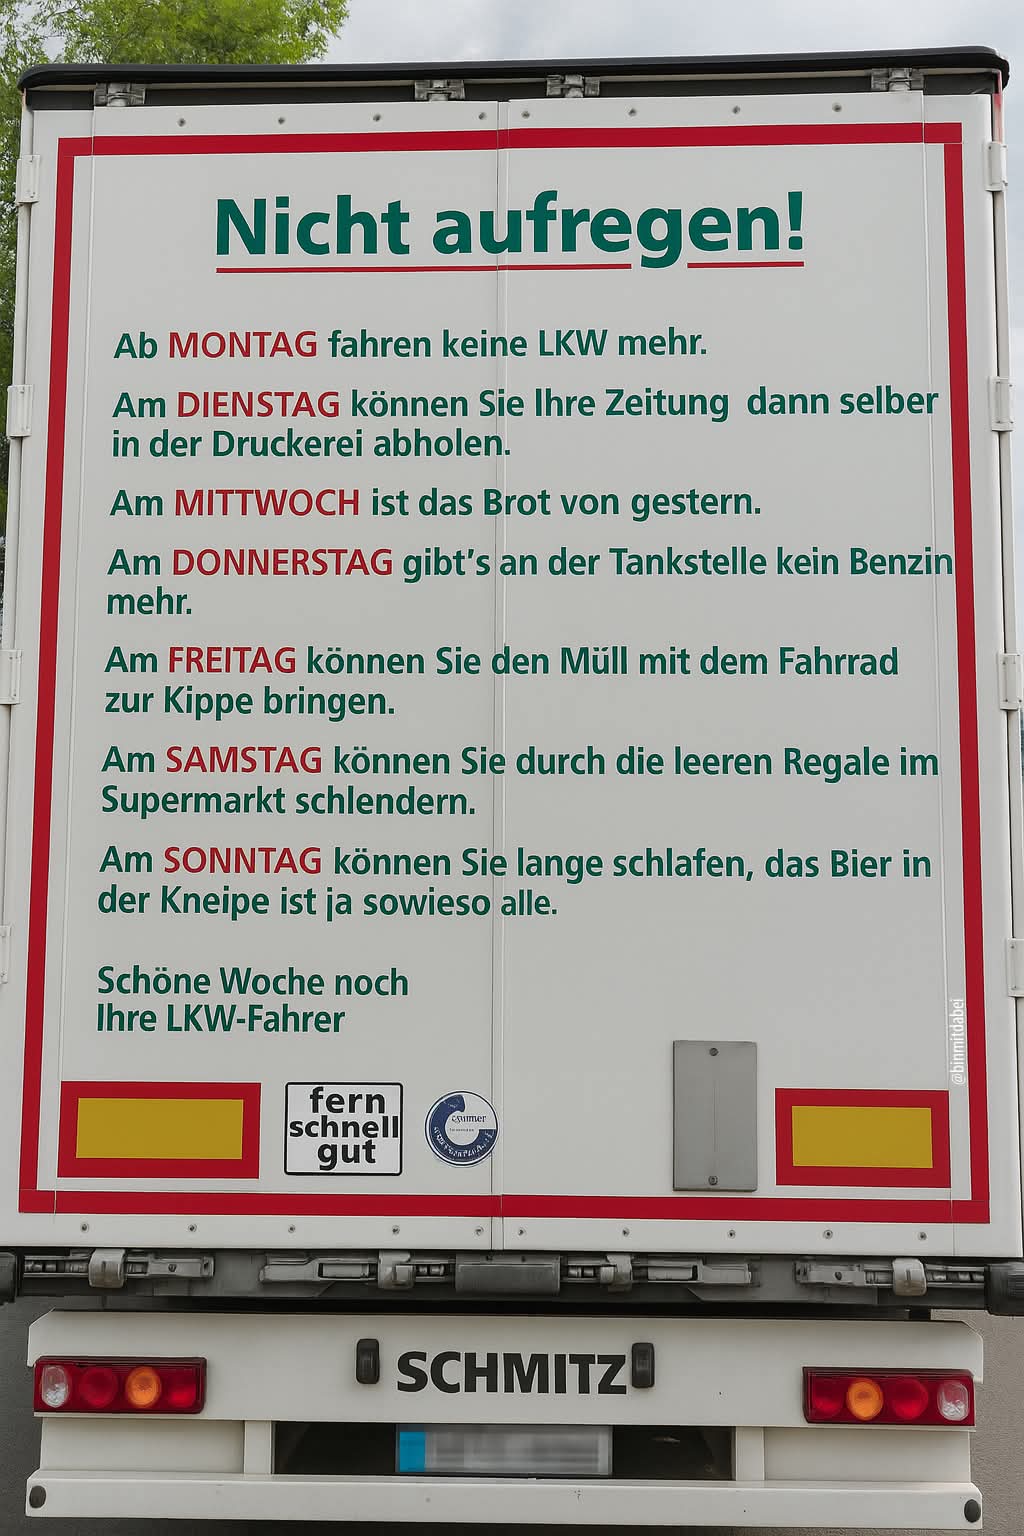 Nicht aufregen!
Ab MONTAG fahren keine LKW mehr.
Am DIENSTAG können Sie Ihre Zeitung dann selber
in der Druckerei abholen.
Am MITTWOCH ist das Brot von gestern.
Am DONNERSTAG gibt's an der Tankstelle kein Benzin
mehr.
Am FREITAG können Sie den Müll mit dem Fahrrad
zur Kippe bringen.
Am SAMSTAG können Sie durch die leeren Regale im
Supermarkt schlendern.
Am SONNTAG können Sie lange schlafen, das Bier in
der Kneipe ist ja sowieso alle.
Schöne Woche noch
Ihre LKW-Fahrer
@binmitdabei
fern
schnell
gut
SCHMITZ